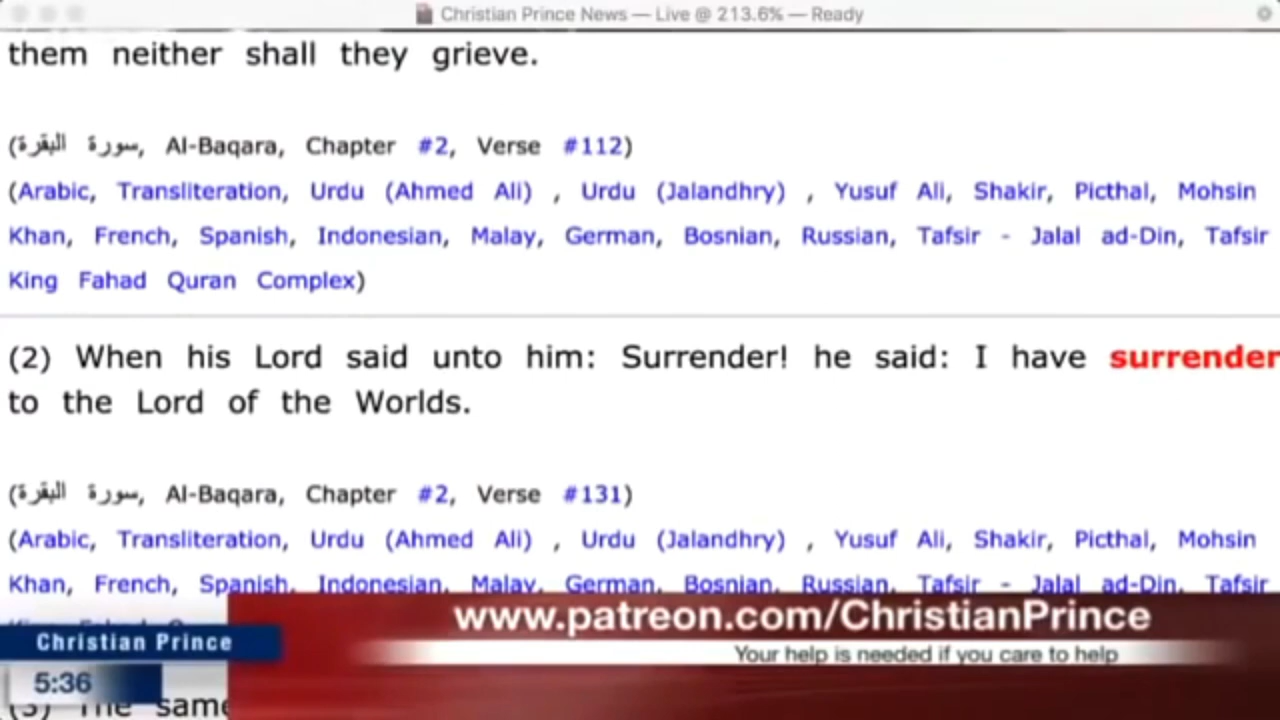 Christian Prince News — Live @ 213.6% — Ready
them neither shall they grieve.
(سورة البقرة, Al-Baqara, Chapter #2, Verse #112)
(Arabic, Transliteration, Urdu (Ahmed Ali) , Urdu (Jalandhry) , Yusuf Ali, Shakir, Picthal, Mohsin
Khan, French, Spanish, Indonesian, Malay, German, Bosnian, Russian, Tafsir - Jalal ad-Din, Tafsir
King Fahad Quran Complex)
(2) When his Lord said unto him: Surrender! he said: I have surrender
to the Lord of the Worlds.
(سورة البقرة, Al-Baqara, Chapter #2, Verse #131)
(Arabic, Transliteration, Urdu (Ahmed Ali) , Urdu (Jalandhry) , Yusuf Ali, Shakir, Picthal, Mohsin
Khan, French, Spanish, Indonesian, Malay, German, Bosnian, Russian, Tafsir - Jalal ad-Din, Tafsir
www.patreon.com/ChristianPrince
Christian Prince
Your help is needed if you care to help
5:36
(3) The same